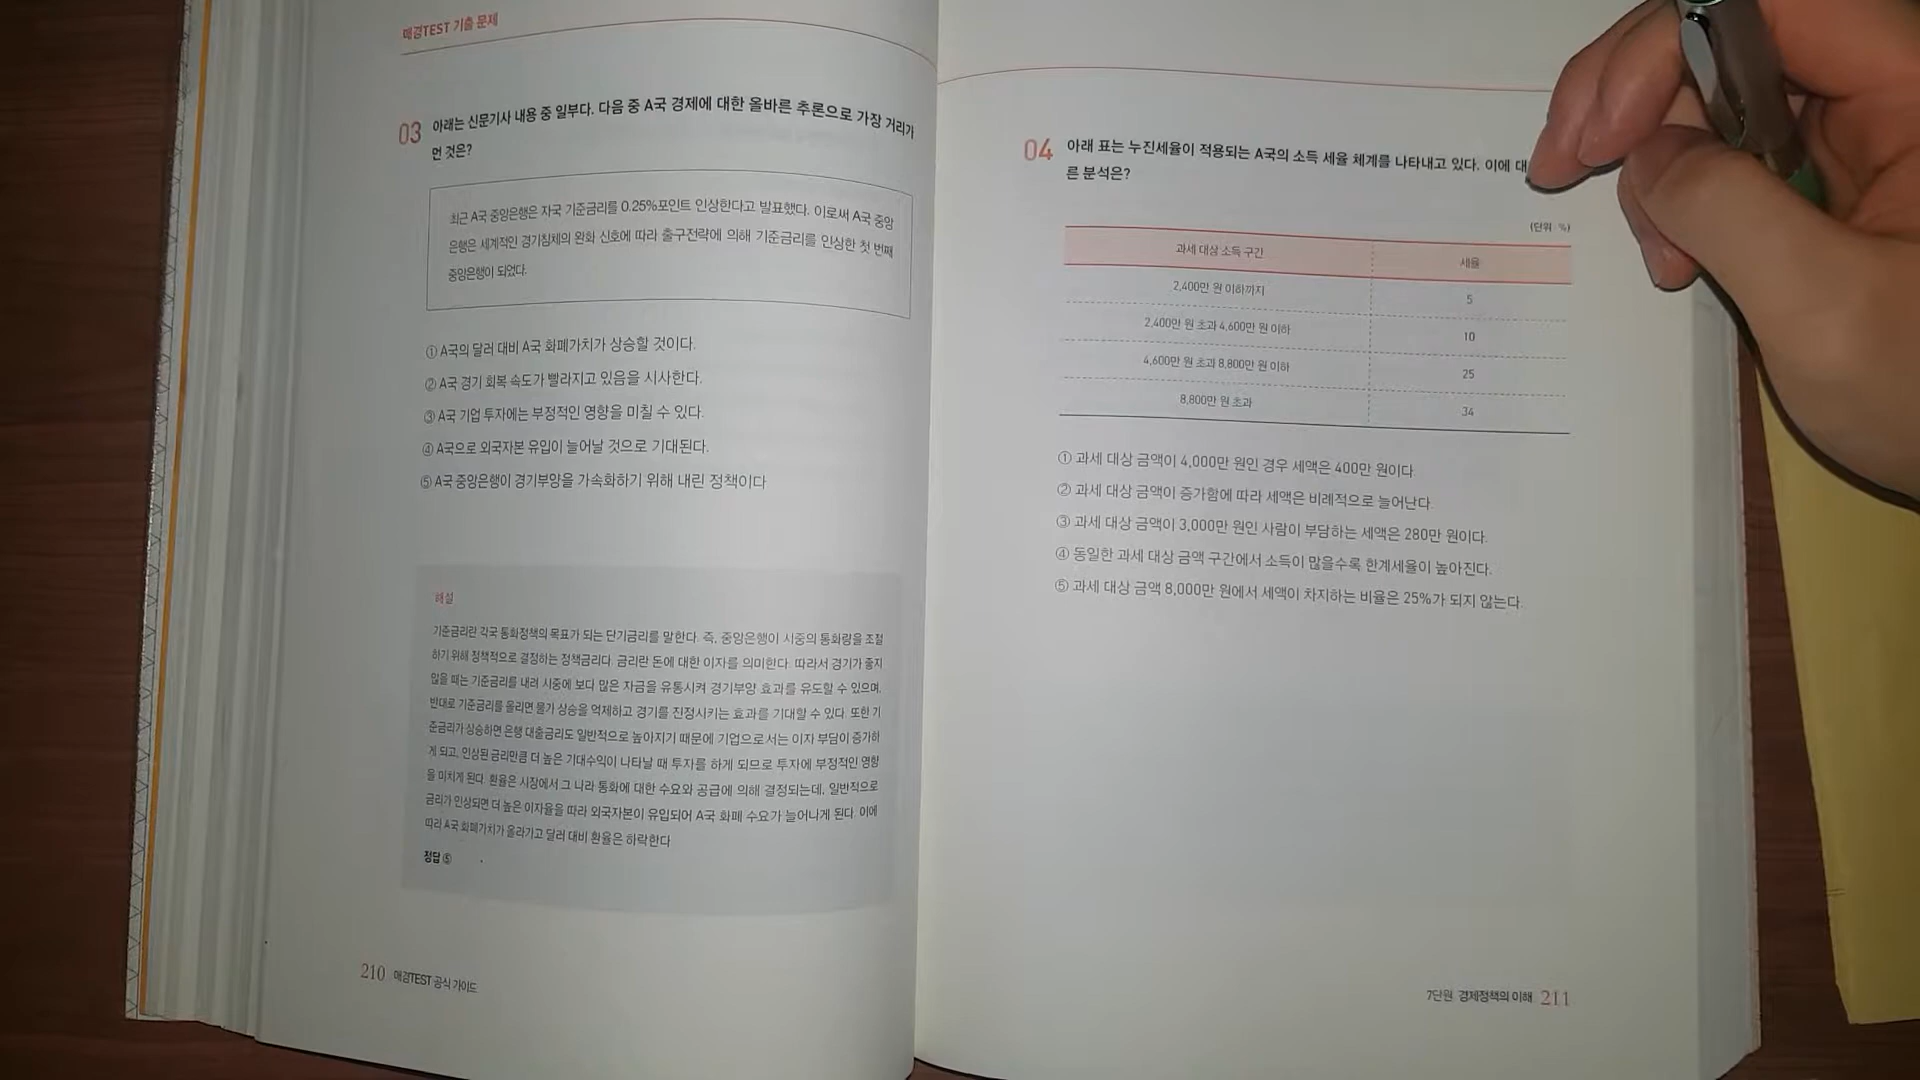 매경TEST 기출 문제
03 아래는 신문기사 내용 중 일부다. 다음 중 A국 경제에 대한 올바른 추론으로 가장 거리가
먼 것은?
최근 A국 중앙은행은 자국 기준금리를 0.25%포인트 인상한다고 발표했다. 이로써 A국 중앙
은행은 세계적인 경기침체의 완화 신호에 따라 출구전략에 의해 기준금리를 인상한 첫 번째
중앙은행이 되었다.
① A국의 달러 대비 A국 화폐가치가 상승할 것이다.
② A국 경기 회복 속도가 빨라지고 있음을 시사한다.
③ A국 기업 투자에는 부정적인 영향을 미칠 수 있다.
④ A국으로 외국자본 유입이 늘어날 것으로 기대된다.
⑤ A국 중앙은행이 경기부양을 가속화하기 위해 내린 정책이다
해설
기준금리란 각국 통화정책의 목표가 되는 단기금리를 말한다. 즉, 중앙은행이 시중의 통화량을 조절
하기 위해 정책적으로 결정하는 정책금리다. 금리란 돈에 대한 이자를 의미한다. 따라서 경기가 좋지
않을 때는 기준금리를 내려 시중에 보다 많은 자금을 유통시켜 경기부양 효과를 유도할 수 있으며,
반대로 기준금리를 올리면 물가 상승을 억제하고 경기를 진정시키는 효과를 기대할 수 있다. 또한 기
준금리가 상승하면 은행 대출금리도 일반적으로 높아지기 때문에 기업으로서는 이자 부담이 증가하
게 되고, 인상된 금리만큼 더 높은 기대수익이 나타날 때 투자를 하게 되므로 투자에 부정적인 영향
을 미치게 된다. 환율은 시장에서 그 나라 통화에 대한 수요와 공급에 의해 결정되는데, 일반적으로
금리가 인상되면 더 높은 이자율을 따라 외국자본이 유입되어 A국 화폐 수요가 늘어나게 된다. 이에
따라 A국 화폐가치가 올라가고 달러 대비 환율은 하락한다
정답 ⑤
210 매경TEST 공식 가이드
04 아래 표는 누진세율이 적용되는 A국의 소득 세율 체계를 나타내고 있다. 이에 대
른 분석은?
(단위 %)
과세 대상 소득 구간 세율
2,400만 원 이하까지 5
2,400만 원 초과 4,600만 원 이하 10
4,600만 원 초과 8,800만 원 이하 25
8,800만 원 초과 34
① 과세 대상 금액이 4,000만 원인 경우 세액은 400만 원이다.
② 과세 대상 금액이 증가함에 따라 세액은 비례적으로 늘어난다.
③ 과세 대상 금액이 3,000만 원인 사람이 부담하는 세액은 280만 원이다.
④ 동일한 과세 대상 금액 구간에서 소득이 많을수록 한계세율이 높아진다.
⑤ 과세 대상 금액 8,000만 원에서 세액이 차지하는 비율은 25%가 되지 않는다.
7단원 경제정책의 이해 211